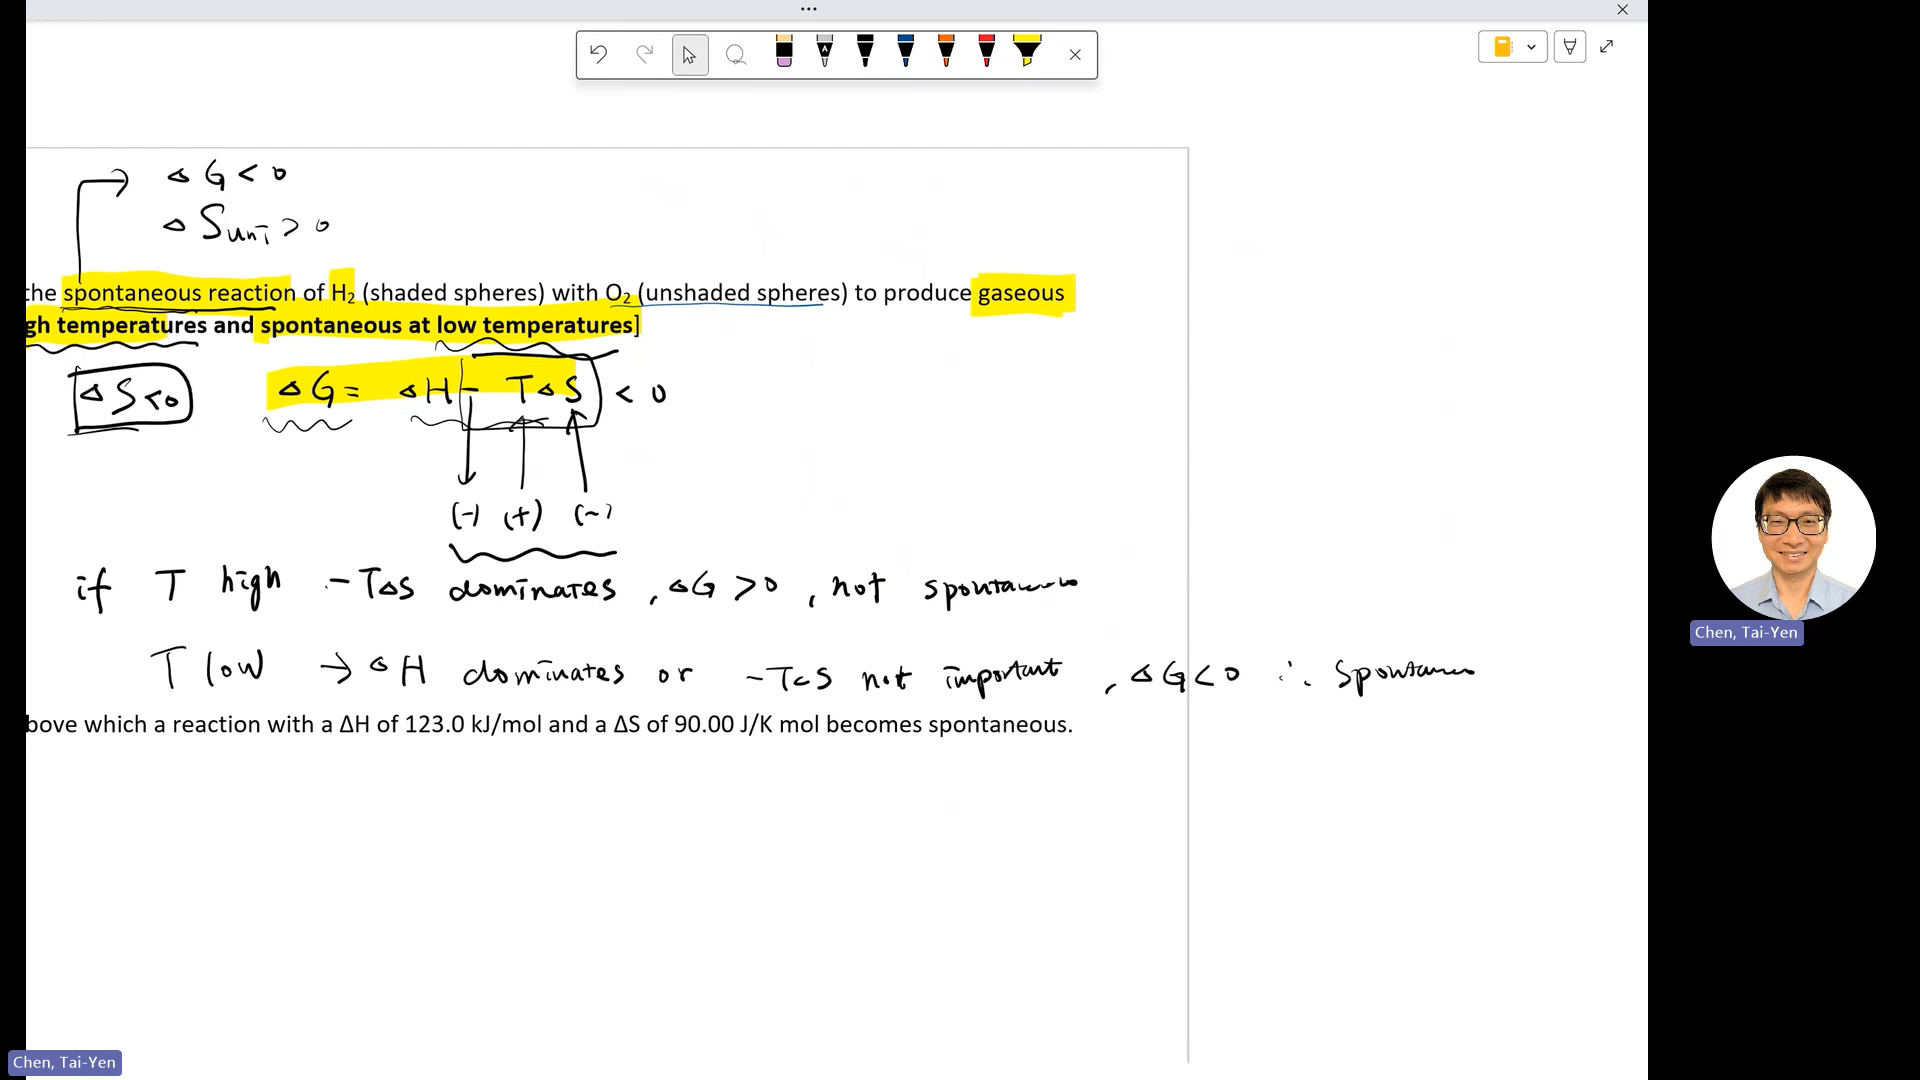 ΔG < 0
ΔSuni > 0
the spontaneous reaction of H₂ (shaded spheres) with O₂ (unshaded spheres) to produce gaseous
gh temperatures and spontaneous at low temperatures]
ΔS<0 ΔG = ΔH - TΔS < 0
(-) (+) (-)
if T high -TΔS dominates, ΔG > 0, not spontaneous
T low → ΔH dominates or -TΔS not important, ΔG < 0 ∴ Spontaneous
bove which a reaction with a ΔH of 123.0 kJ/mol and a ΔS of 90.00 J/K mol becomes spontaneous.
Chen, Tai-Yen
Chen, Tai-Yen